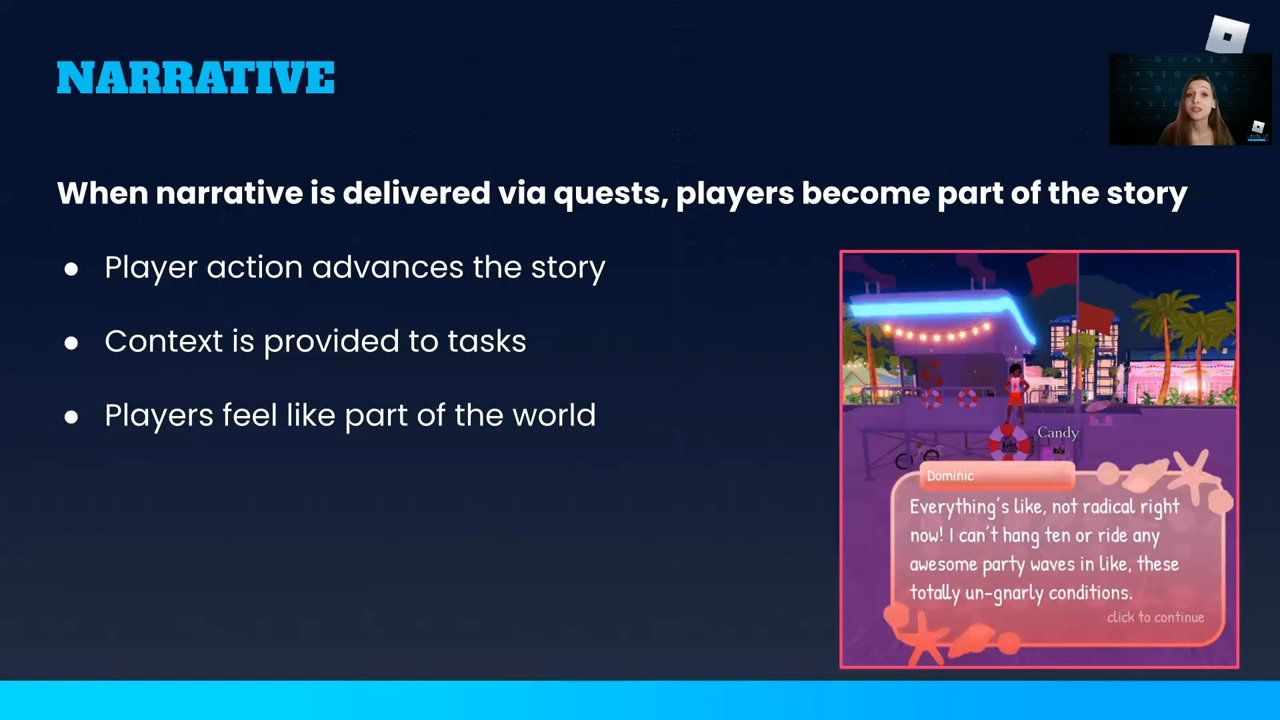 NARRATIVE
When narrative is delivered via quests, players become part of the story
● Player action advances the story
● Context is provided to tasks
● Players feel like part of the world
Candy
Dominic
Everything's like, not radical right
now! I can't hang ten or ride any
awesome party waves in like, these
totally un-gnarly conditions.
click to continue